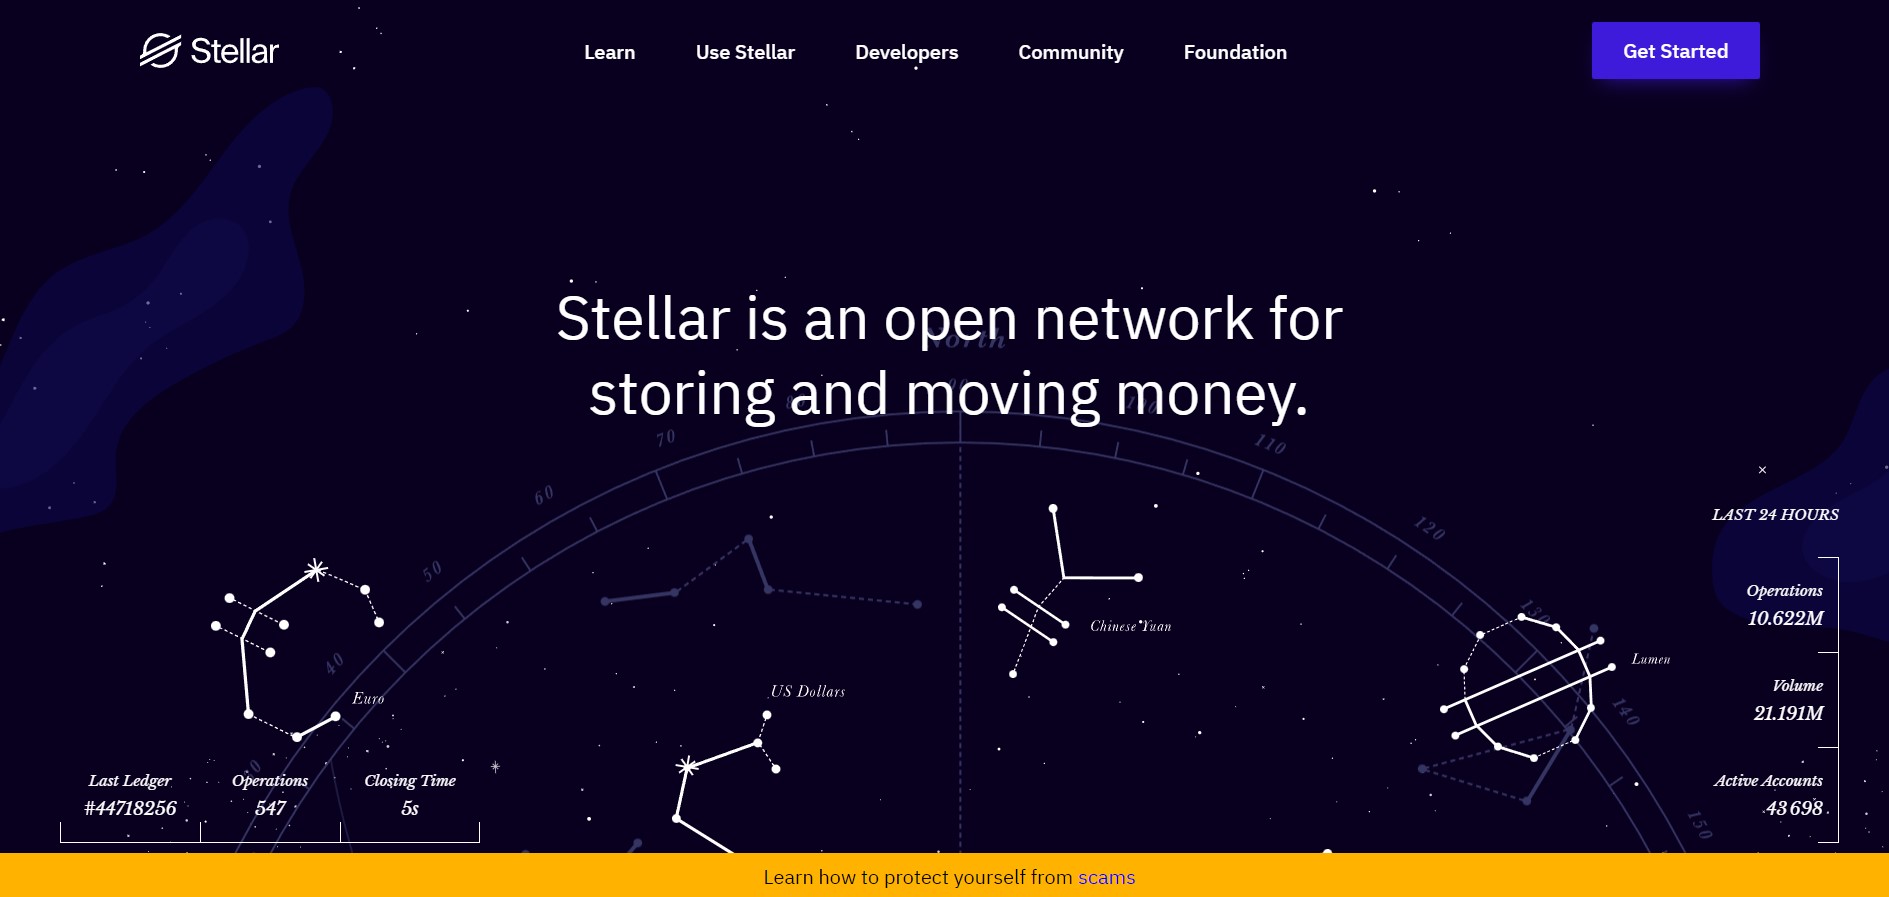 Stellar
Learn
Use Stellar
Developers
Community
Foundation
Get Started
Stellar is an open network for
storing and moving money.
North
90
80
100
70
110
60
120
50
130
40
140
150
Euro
US Dollars
Chinese Yuan
Lumen
LAST 24 HOURS
Operations
10.622M
Volume
21.191M
Active Accounts
43 698
Last Ledger
#44718256
Operations
547
Closing Time
5s
Learn how to protect yourself from scams